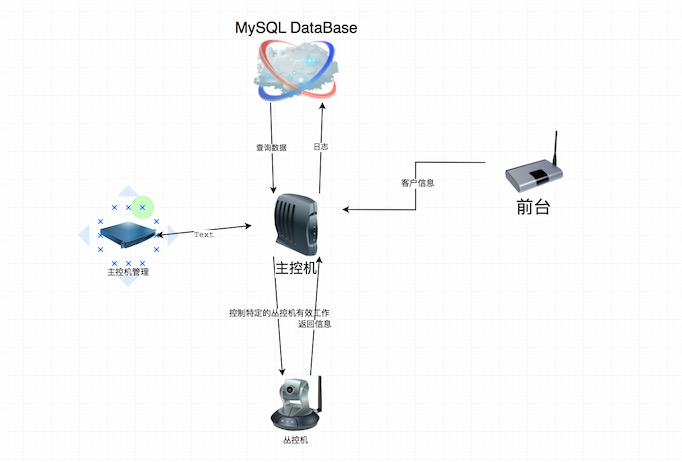 MySQL DataBase
查询数据
日志
客户信息
前台
Text
主控机管理
主控机
控制特定的丛控机有效工作
返回信息
丛控机